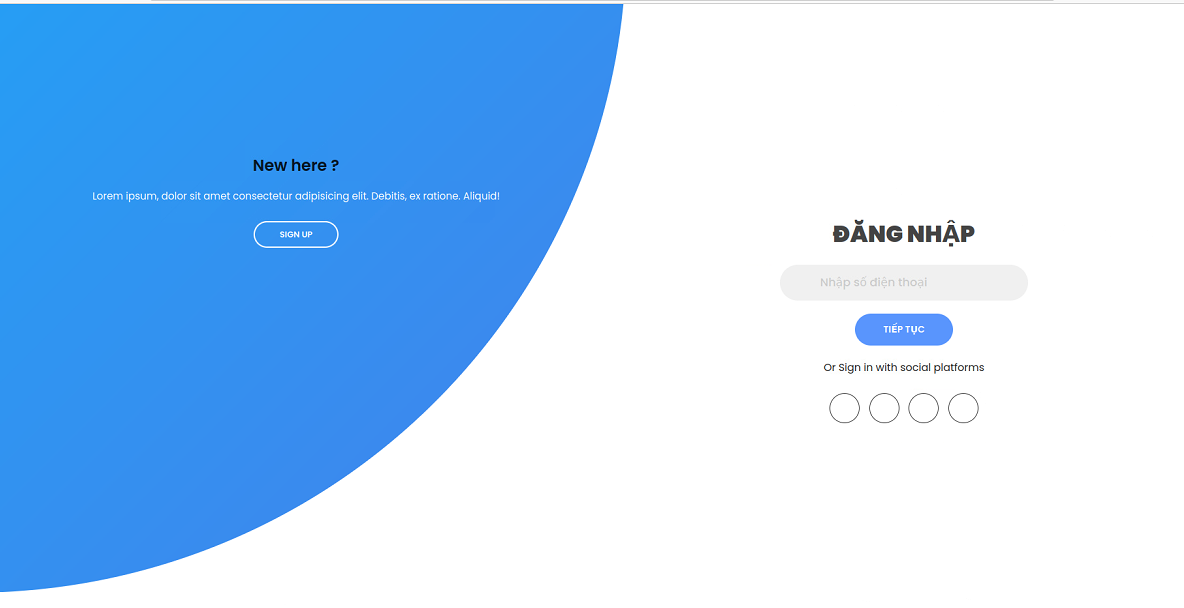 New here ?
Lorem ipsum, dolor sit amet consectetur adipisicing elit. Debitis, ex ratione. Aliquid!
SIGN UP
ĐĂNG NHẬP
Nhập số điện thoại
TIẾP TỤC
Or Sign in with social platforms